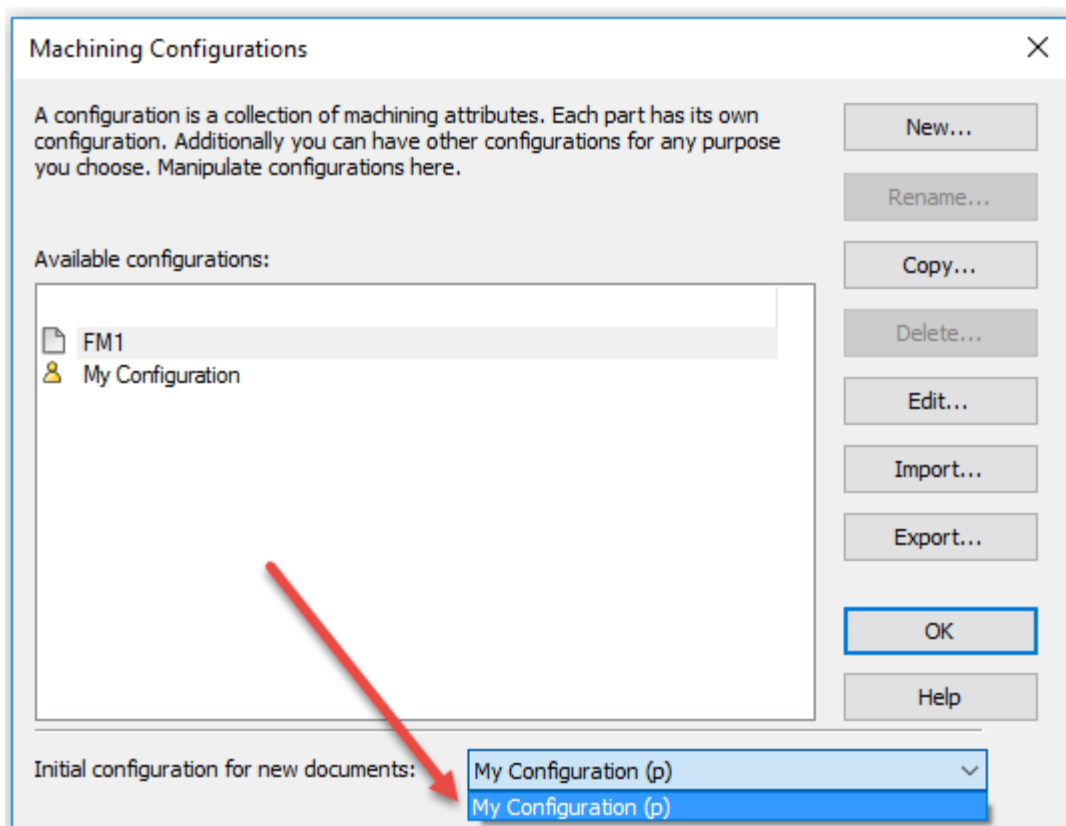 Machining Configurations
A configuration is a collection of machining attributes. Each part has its own
configuration. Additionally you can have other configurations for any purpose
you choose. Manipulate configurations here.
New...
Rename...
Available configurations:
Copy...
FM1
Delete...
My Configuration
Edit...
Import...
Export...
OK
Help
Initial configuration for new documents:
My Configuration (p)
My Configuration (p)